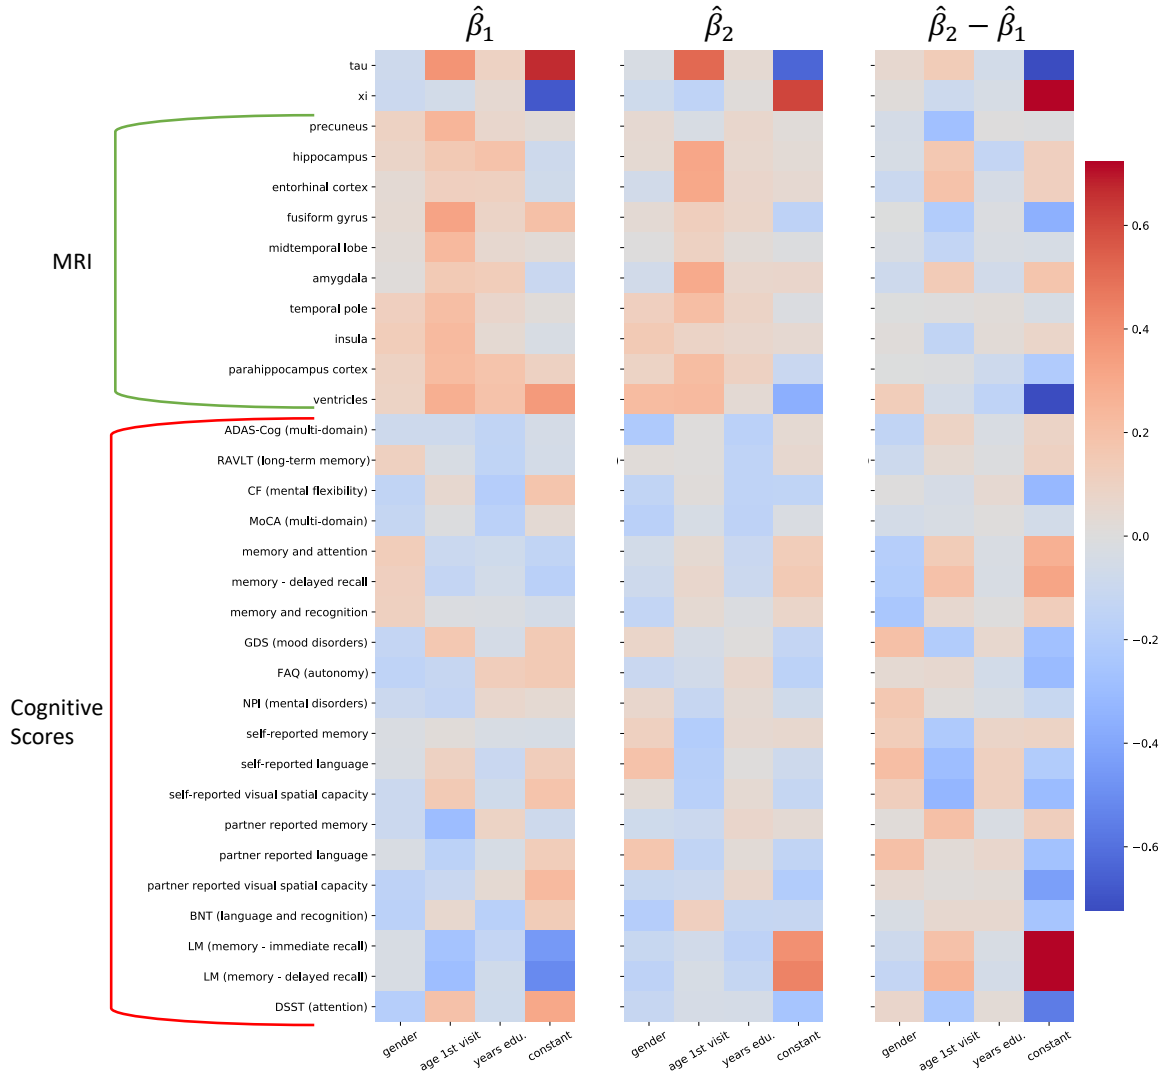 β̂₁ β̂₂ β̂₂ − β̂₁
tau
xi
precuneus
hippocampus
entorhinal cortex
fusiform gyrus
midtemporal lobe
amygdala
temporal pole
insula
parahippocampus cortex
ventricles
MRI
ADAS-Cog (multi-domain)
RAVLT (long-term memory)
CF (mental flexibility)
MoCA (multi-domain)
memory and attention
memory - delayed recall
memory and recognition
GDS (mood disorders)
FAQ (autonomy)
NPI (mental disorders)
self-reported memory
self-reported language
self-reported visual spatial capacity
partner reported memory
partner reported language
partner reported visual spatial capacity
BNT (language and recognition)
LM (memory - immediate recall)
LM (memory - delayed recall)
DSST (attention)
Cognitive
Scores
gender age 1st visit years edu. constant
gender age 1st visit years edu. constant
gender age 1st visit years edu. constant
0.6
0.4
0.2
0.0
−0.2
−0.4
−0.6